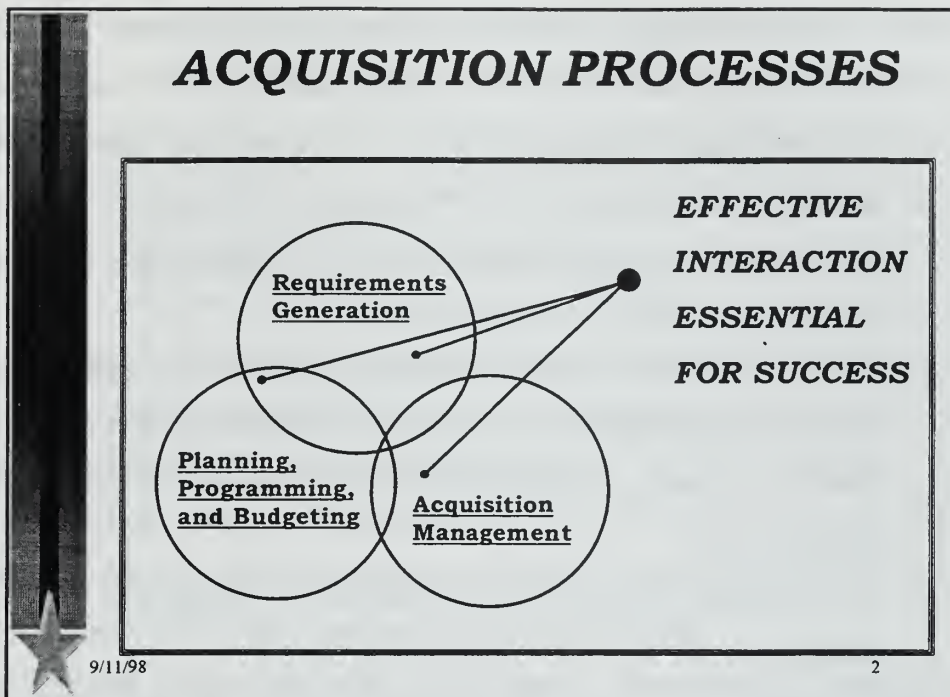 ACQUISITION PROCESSES
EFFECTIVE
INTERACTION
ESSENTIAL
FOR SUCCESS
Requirements
Generation
Planning,
Programming,
and Budgeting
Acquisition
Management
9/11/98
2